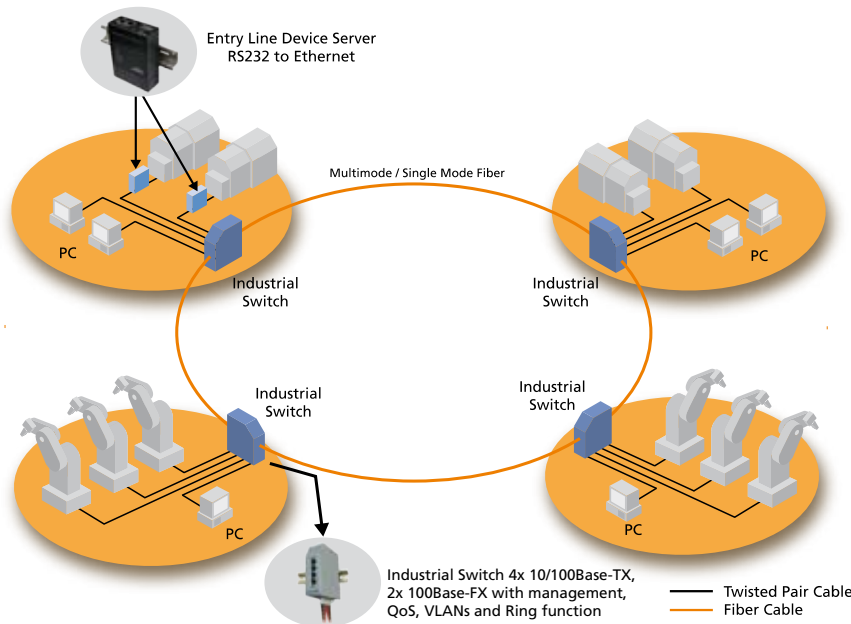 Entry Line Device Server
RS232 to Ethernet
Multimode / Single Mode Fiber
PC
PC
Industrial
Switch
Industrial
Switch
Industrial
Switch
Industrial
Switch
PC
PC
Industrial Switch 4x 10/100Base-TX,
2x 100Base-FX with management,
QoS, VLANs and Ring function
Twisted Pair Cable
Fiber Cable